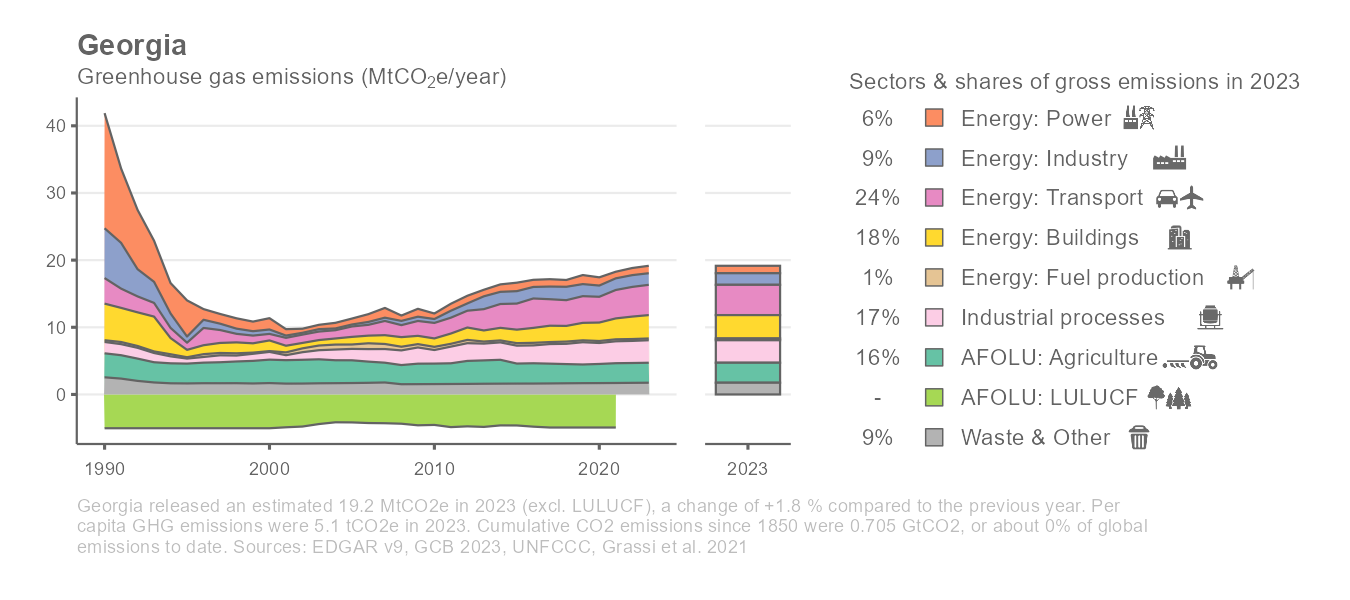 Georgia
Greenhouse gas emissions (MtCO₂e/year)
40
30
20
10
0
1990
2000
2010
2020
2023
Sectors & shares of gross emissions in 2023
6% Energy: Power
9% Energy: Industry
24% Energy: Transport
18% Energy: Buildings
1% Energy: Fuel production
17% Industrial processes
16% AFOLU: Agriculture
- AFOLU: LULUCF
9% Waste & Other
Georgia released an estimated 19.2 MtCO2e in 2023 (excl. LULUCF), a change of +1.8 % compared to the previous year. Per
capita GHG emissions were 5.1 tCO2e in 2023. Cumulative CO2 emissions since 1850 were 0.705 GtCO2, or about 0% of global
emissions to date. Sources: EDGAR v9, GCB 2023, UNFCCC, Grassi et al. 2021